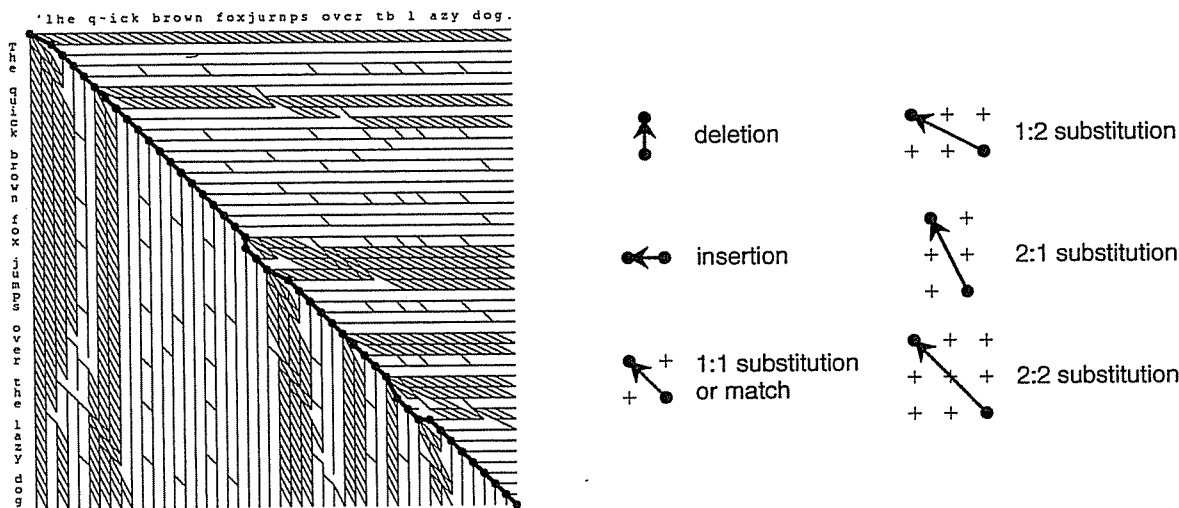 'lhe q~ick brown foxjurnps ovcr tb l azy dog.
The quick brown fox jumps over the lazy dog
deletion
insertion
1:1 substitution
or match
1:2 substitution
2:1 substitution
2:2 substitution